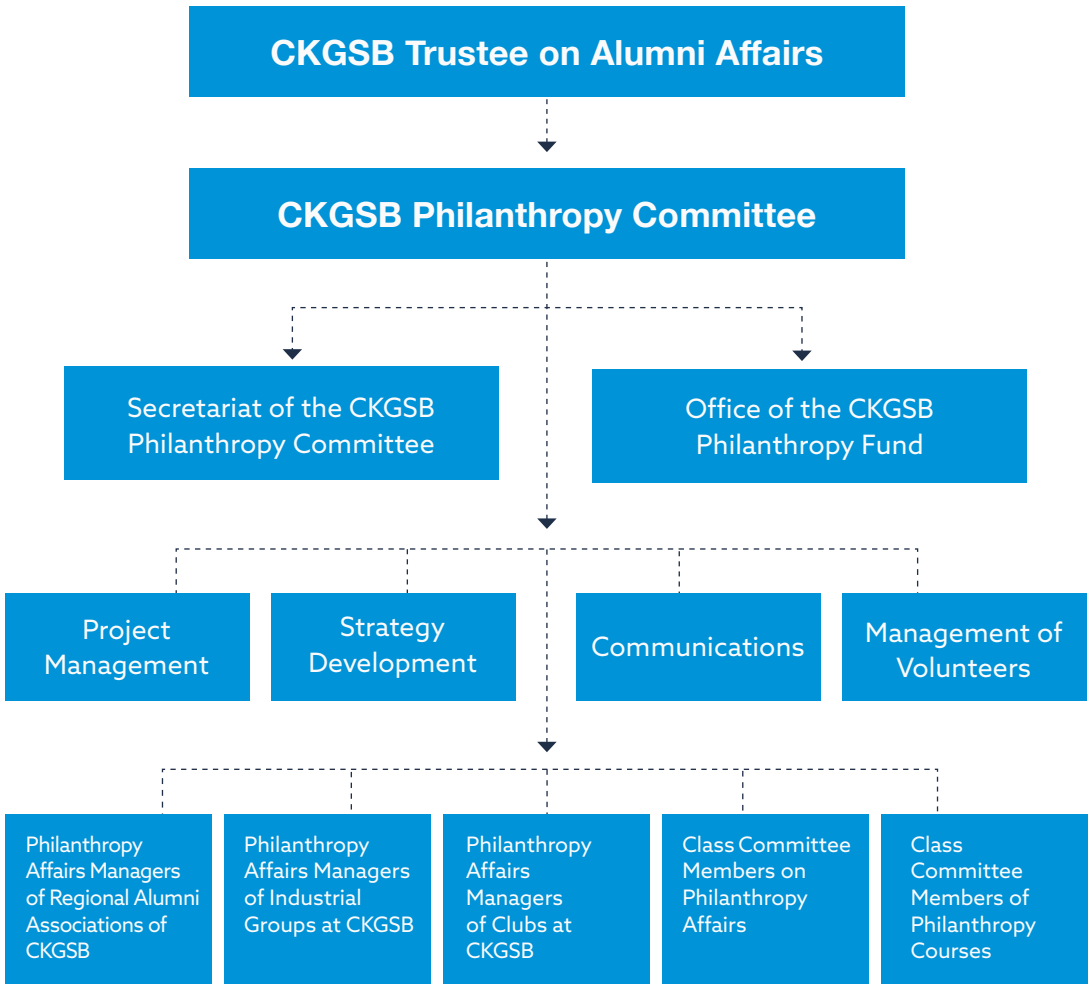 CKGSB Trustee on Alumni Affairs
CKGSB Philanthropy Committee
Secretariat of the CKGSB
Philanthropy Committee
Office of the CKGSB
Philanthropy Fund
Project
Management
Strategy
Development
Communications
Management of
Volunteers
Philanthropy
Affairs Managers
of Regional Alumni
Associations of
CKGSB
Philanthropy
Affairs Managers
of Industrial
Groups at CKGSB
Philanthropy
Affairs
Managers
of Clubs at
CKGSB
Class Committee
Members on
Philanthropy
Affairs
Class
Committee
Members of
Philanthropy
Courses